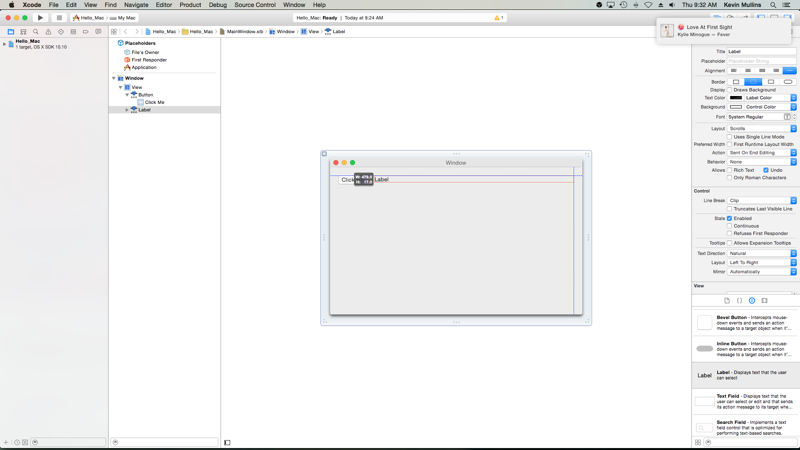 Xcode File Edit View Find Navigate Editor Product Debug Source Control Window Help
Thu 9:32 AM Kevin Mullins
Hello_Mac My Mac
Hello_Mac: Ready | Today at 9:24 AM
1
Love At First Sight
Kylie Minogue — Fever
Hello_Mac
1 target, OS X SDK 10.10
Hello_Mac Hello_Mac MainWindow.xib Window View Label
Placeholders
File's Owner
First Responder
Application
Window
View
Button
Click Me
Label
Window
Click
Label
Title Label
Placeholder Placeholder String
Alignment
Border
Display Draws Background
Text Color Label Color
Background Control Color
Font System Regular
Layout Scrolls
Uses Single Line Mode
Preferred Width First Runtime Layout Width
Action Sent On End Editing
Behavior None
Allows Rich Text Undo
Only Roman Characters
Control
Line Break Clip
Truncates Last Visible Line
State Enabled
Continuous
Refuses First Responder
Tooltips Allows Expansion Tooltips
Text Direction Natural
Layout Left To Right
Mirror Automatically
View
Bevel Button - Intercepts mouse-
down events and sends an action
message to a target object when it'...
Inline Button - Intercepts mouse-
down events and sends an action
message to a target object when it'...
Label
Label - Displays text that the user
can select
Text Field - Displays text that the
user can select or edit and that sends
its action message to its target whe...
Search Field - Implements a text
field control that is optimized for
performing text-based searches.